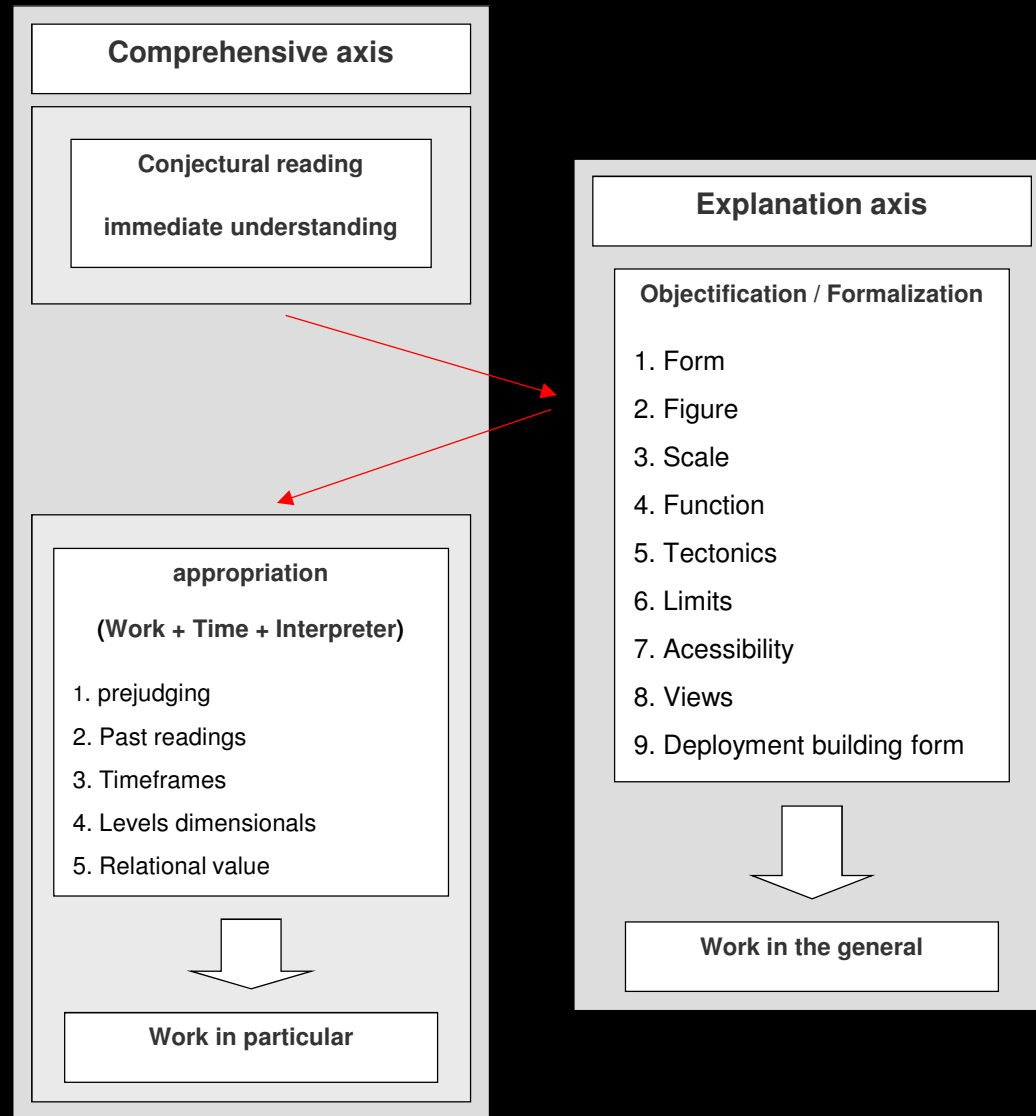 Comprehensive axis
Conjectural reading
immediate understanding
appropriation
(Work + Time + Interpreter)
1. prejudging
2. Past readings
3. Timeframes
4. Levels dimensionals
5. Relational value
Work in particular
Explanation axis
Objectification / Formalization
1. Form
2. Figure
3. Scale
4. Function
5. Tectonics
6. Limits
7. Acessibility
8. Views
9. Deployment building form
Work in the general